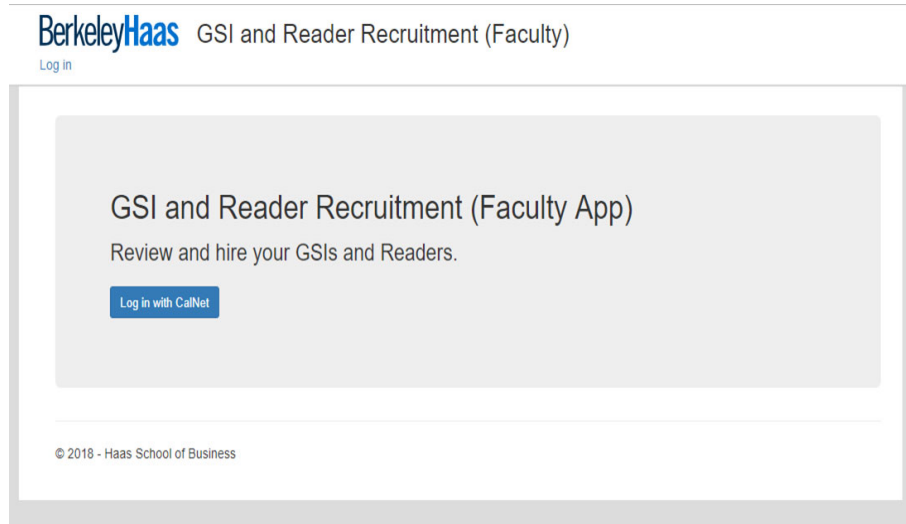 BerkeleyHaas GSI and Reader Recruitment (Faculty)
Log in
GSI and Reader Recruitment (Faculty App)
Review and hire your GSIs and Readers.
Log in with CalNet
© 2018 - Haas School of Business